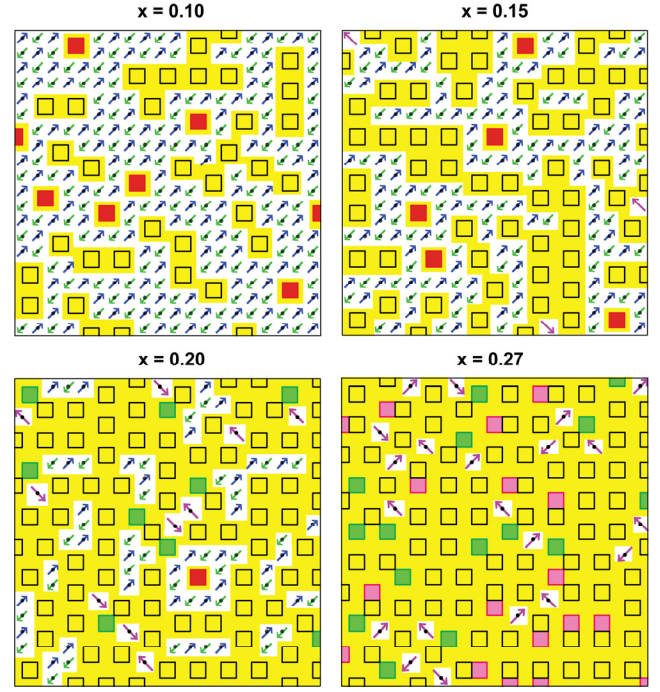 x = 0.10
x = 0.15
x = 0.20
x = 0.27